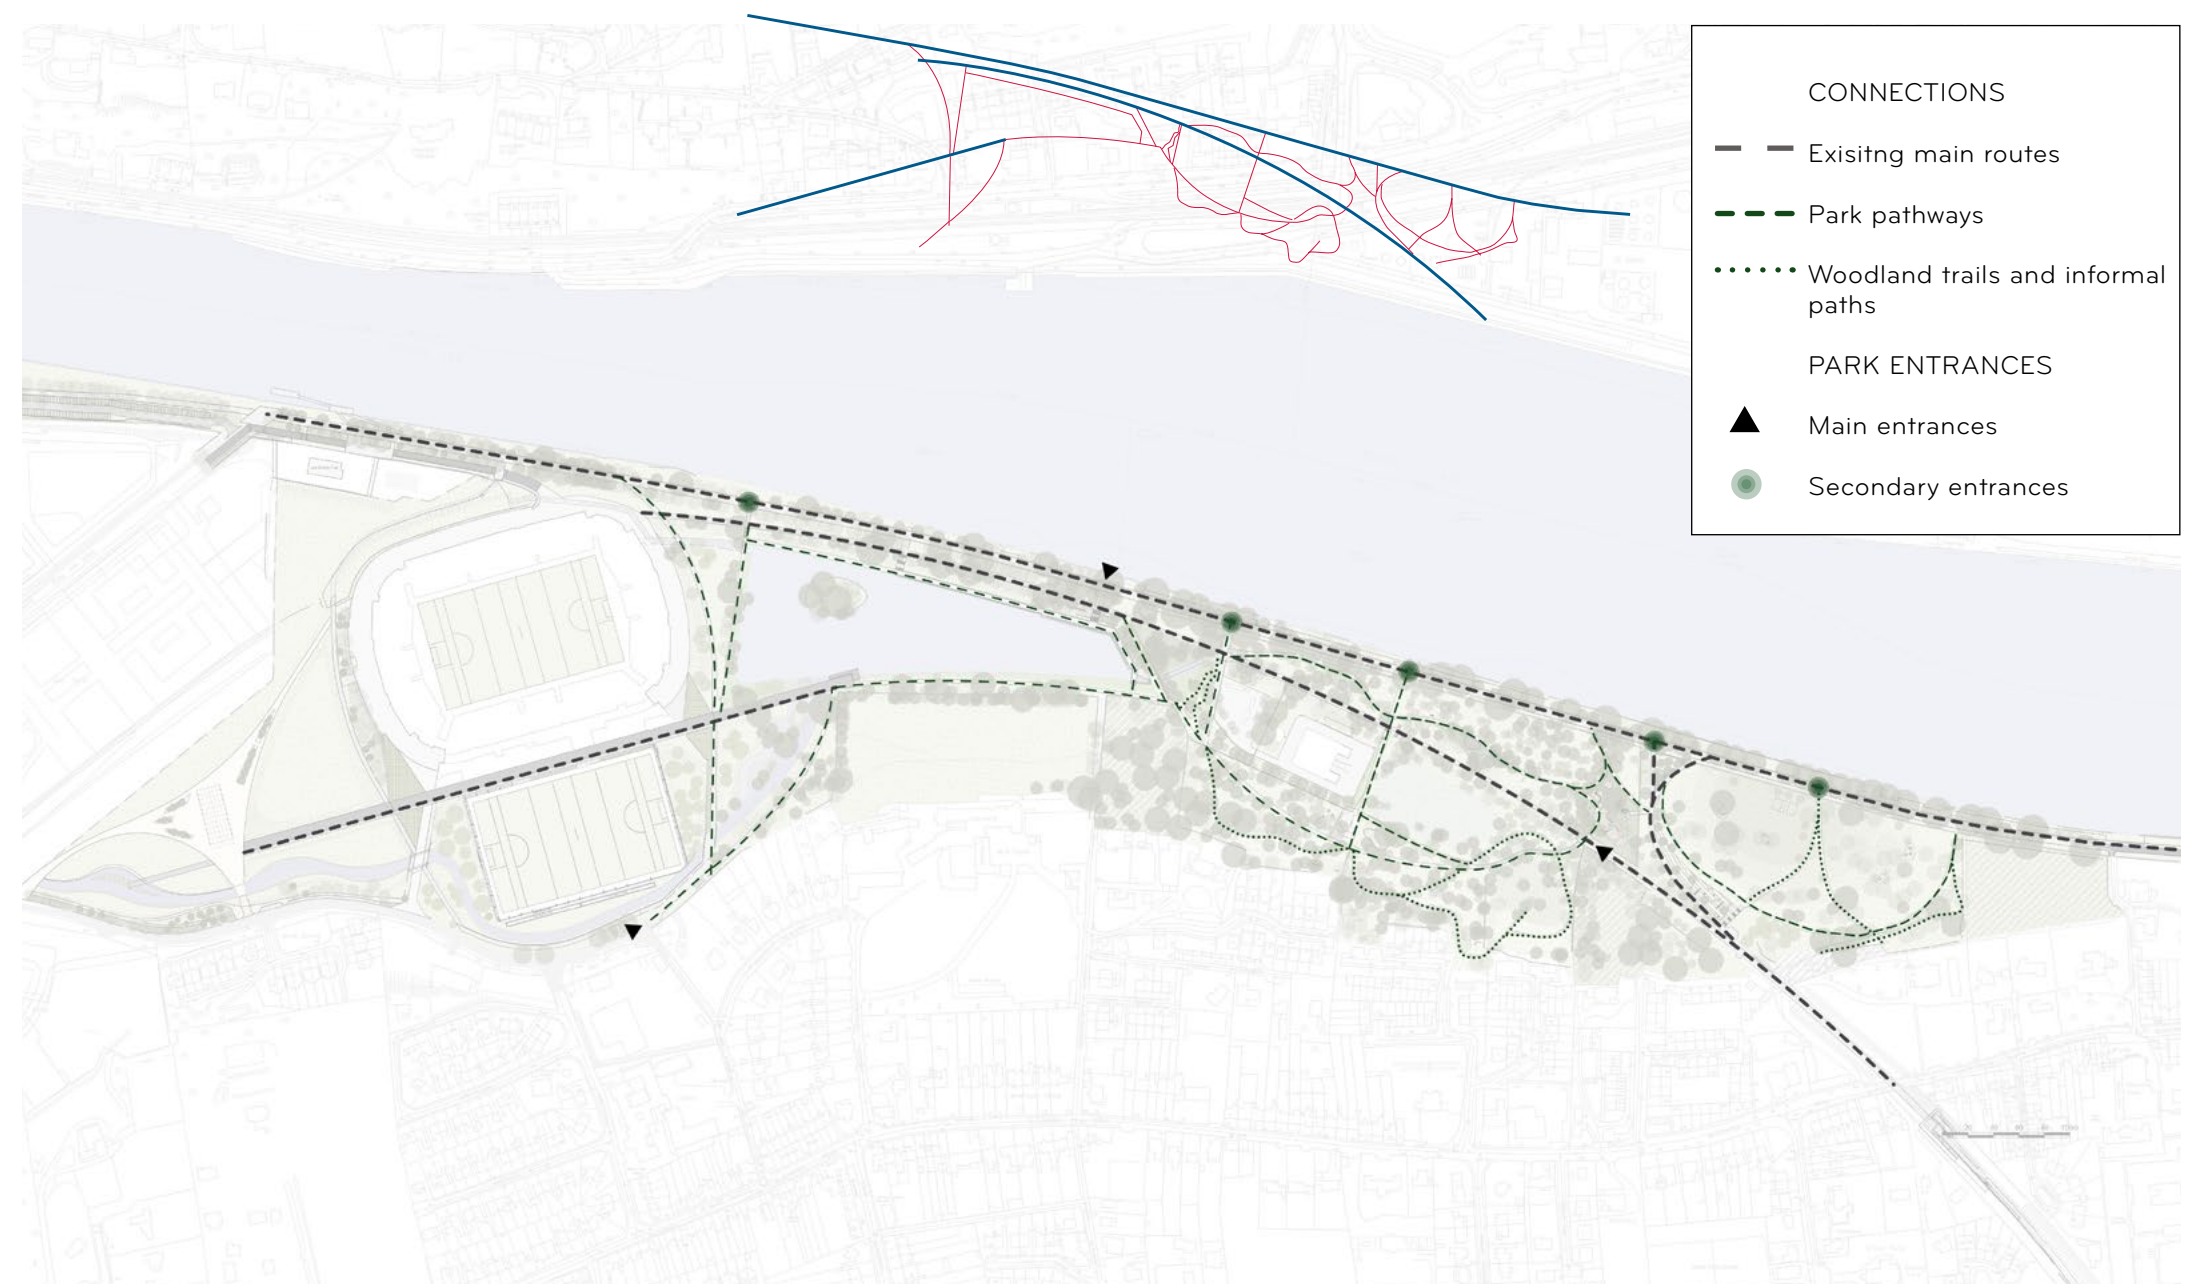 CONNECTIONS
Exisitng main routes
Park pathways
Woodland trails and informal
paths
PARK ENTRANCES
Main entrances
Secondary entrances